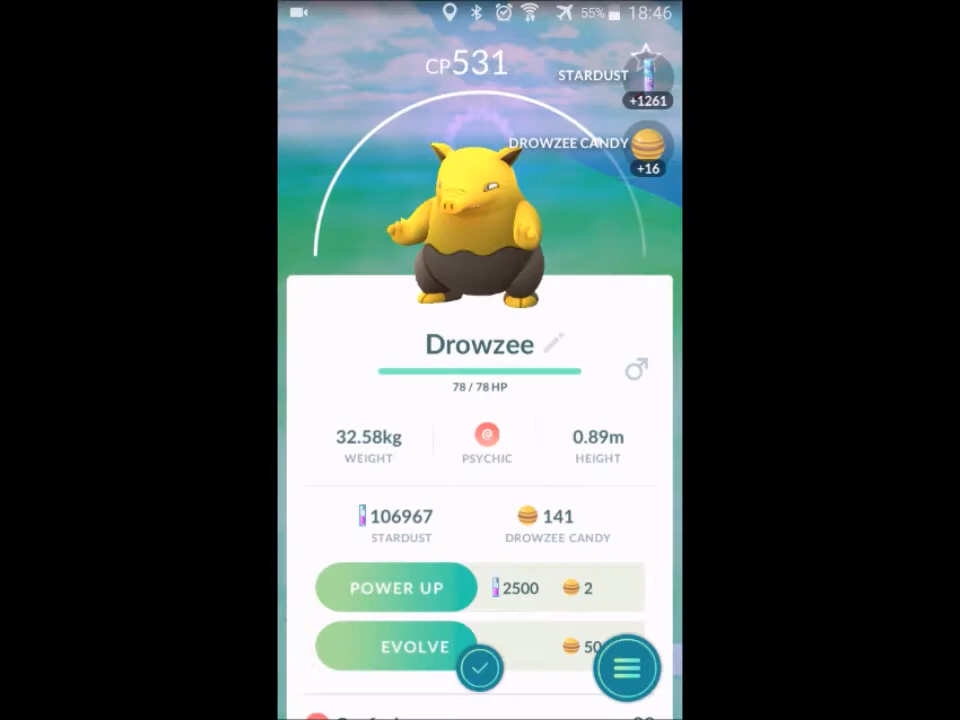 55% 18:46
CP531
STARDUST
+1261
DROWZEE CANDY
+16
Drowzee
78 / 78 HP
32.58kg
WEIGHT
PSYCHIC
0.89m
HEIGHT
106967
STARDUST
141
DROWZEE CANDY
POWER UP 2500 2
EVOLVE 50